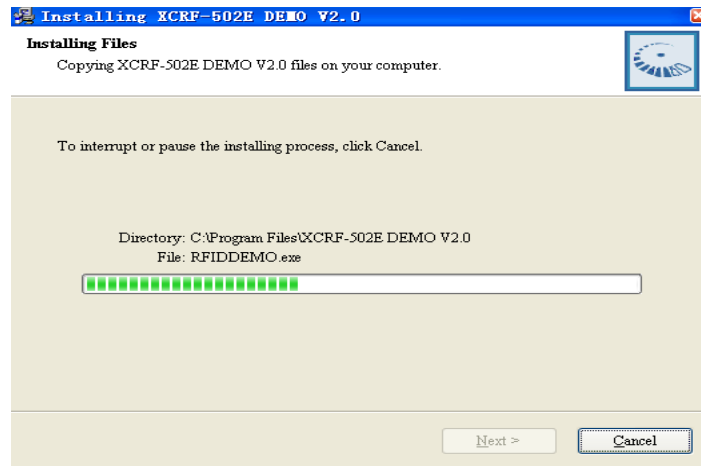 Installing XCRF-502E DEMO V2.0
Installing Files
Copying XCRF-502E DEMO V2.0 files on your computer.
To interrupt or pause the installing process, click Cancel.
Directory: C:\Program Files\XCRF-502E DEMO V2.0
File: RFIDDEMO.exe
Next >
Cancel